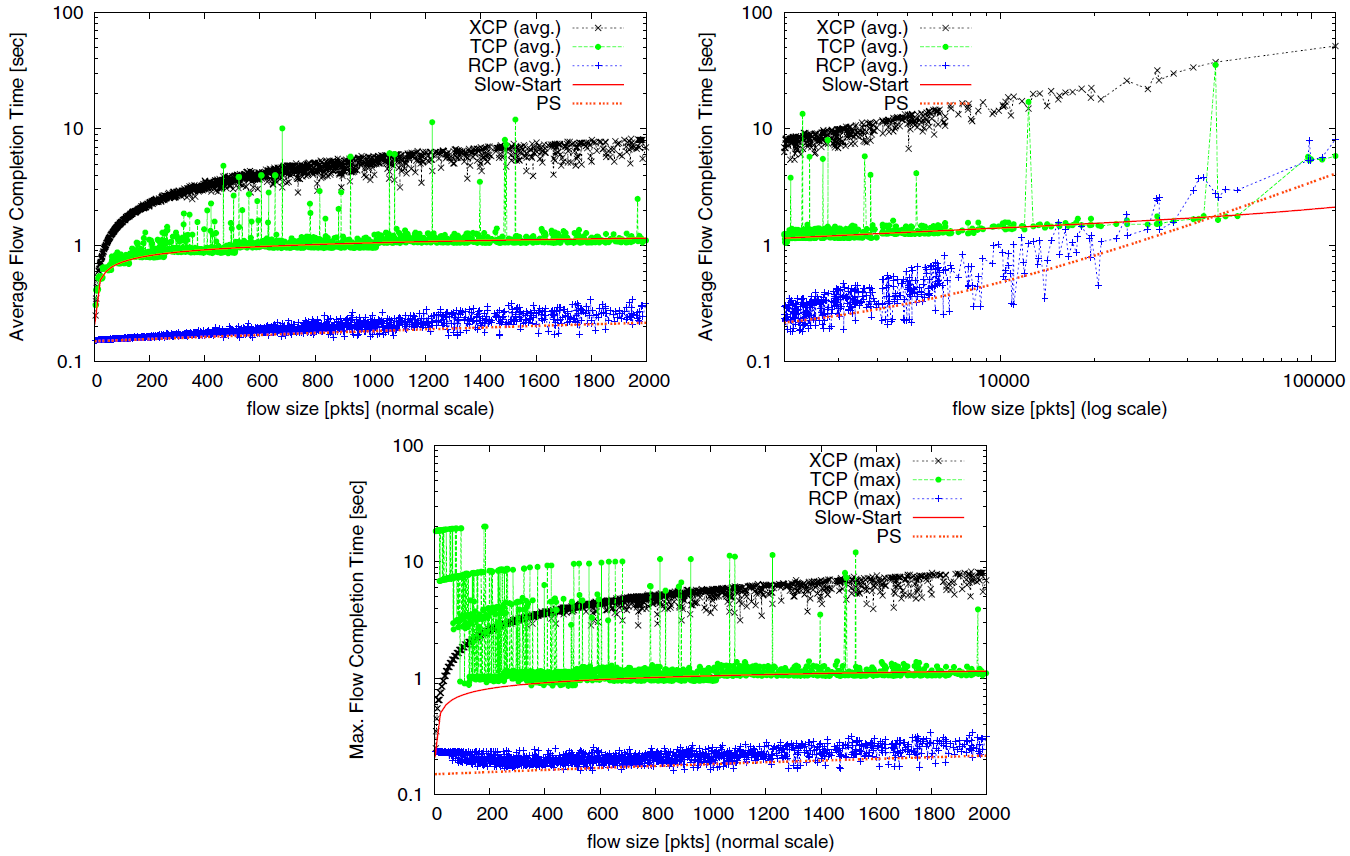 100
10
1
0.1
Average Flow Completion Time [sec]
XCP (avg.)
TCP (avg.)
RCP (avg.)
Slow-Start
PS
0 200 400 600 800 1000 1200 1400 1600 1800 2000
flow size [pkts] (normal scale)
100
10
1
0.1
Average Flow Completion Time [sec]
XCP (avg.)
TCP (avg.)
RCP (avg.)
Slow-Start
PS
10000 100000
flow size [pkts] (log scale)
100
10
1
0.1
Max. Flow Completion Time [sec]
XCP (max)
TCP (max)
RCP (max)
Slow-Start
PS
0 200 400 600 800 1000 1200 1400 1600 1800 2000
flow size [pkts] (normal scale)